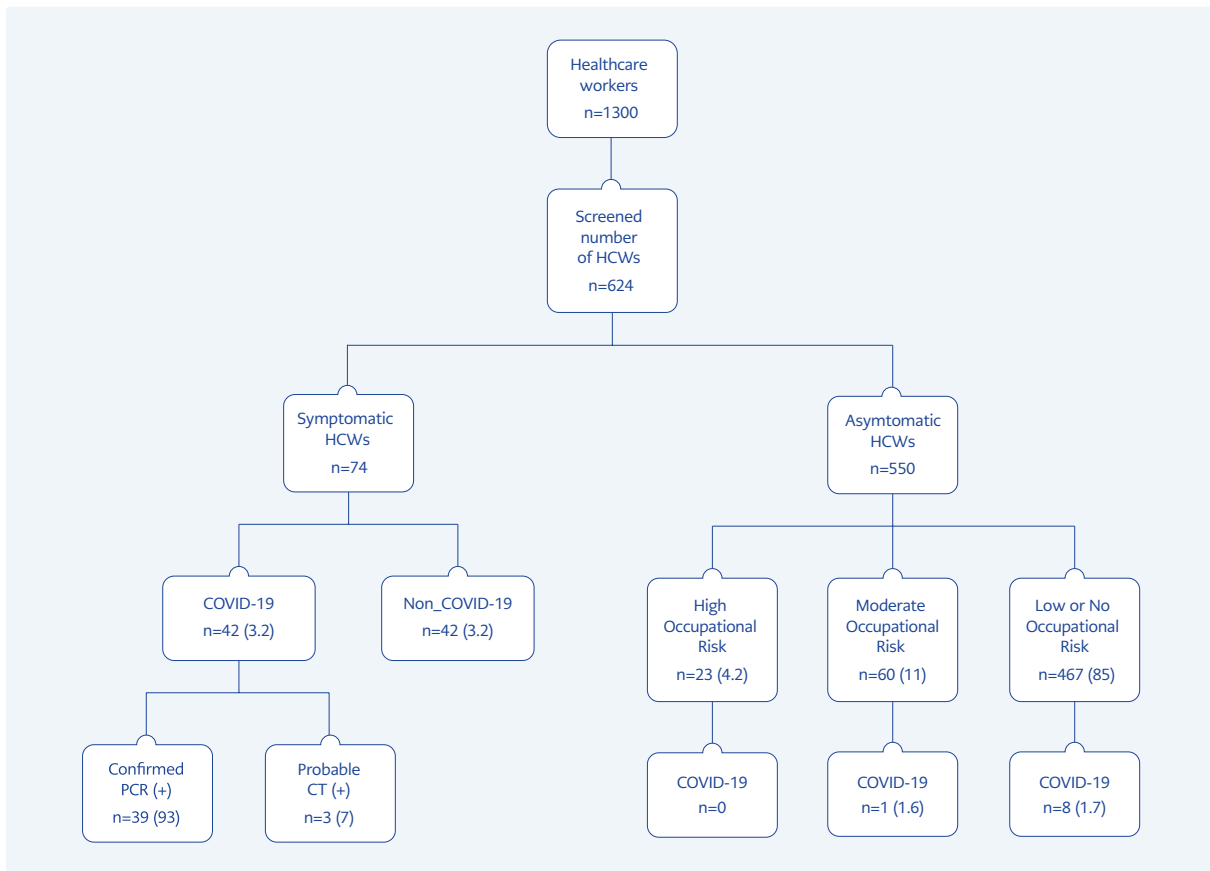 Healthcare
workers
n=1300
Screened
number
of HCWs
n=624
Symptomatic
HCWs
n=74
Asymtomatic
HCWs
n=550
COVID-19
n=42 (3.2)
Non_COVID-19
n=42 (3.2)
High
Occupational
Risk
n=23 (4.2)
Moderate
Occupational
Risk
n=60 (11)
Low or No
Occupational
Risk
n=467 (85)
Confirmed
PCR (+)
n=39 (93)
Probable
CT (+)
n=3 (7)
COVID-19
n=0
COVID-19
n=1 (1.6)
COVID-19
n=8 (1.7)